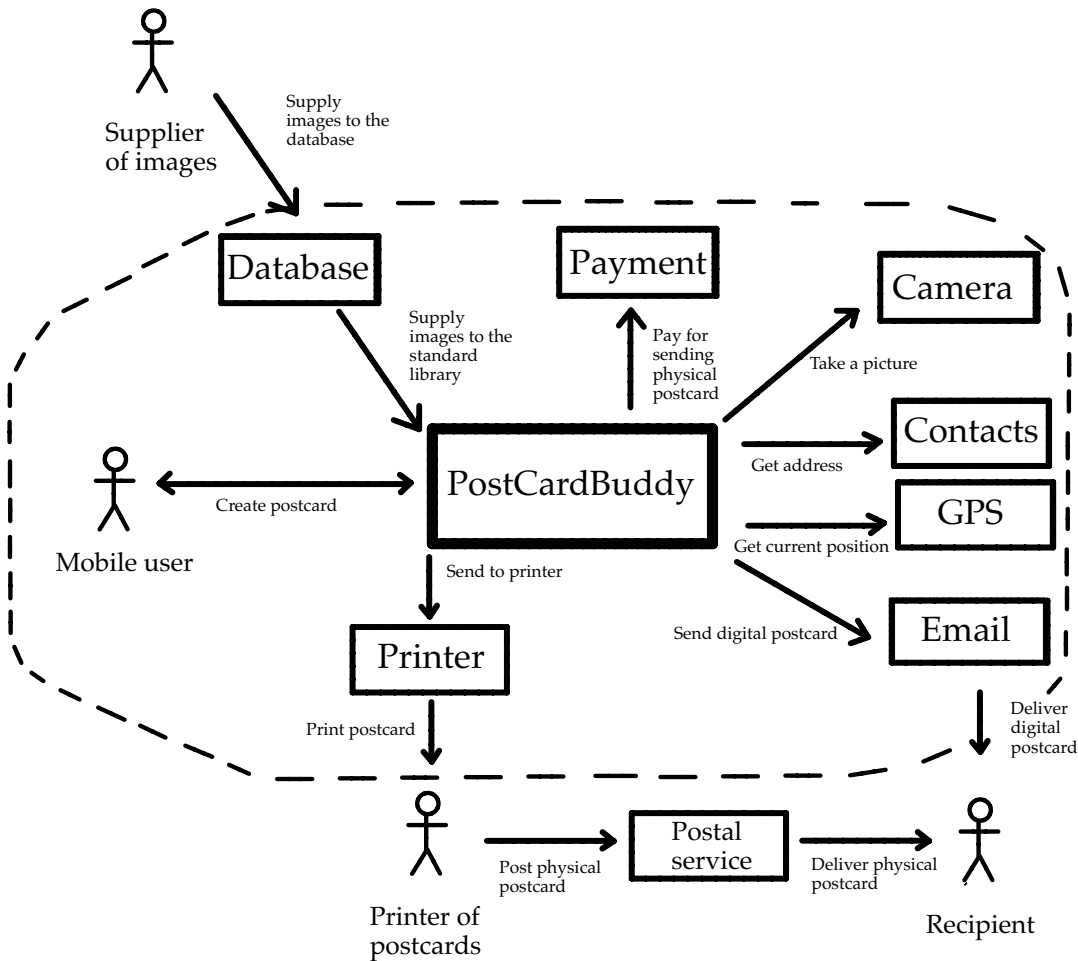 Supply
images to the
database
Supplier
of images
Database
Payment
Camera
Supply
images to the
standard
library
Pay for
sending
physical
postcard
Take a picture
Contacts
Get address
PostCardBuddy
GPS
Get current position
Create postcard
Mobile user
Send to printer
Send digital postcard
Email
Printer
Print postcard
Deliver
digital
postcard
Postal
service
Post physical
postcard
Deliver physical
postcard
Printer of
postcards
Recipient